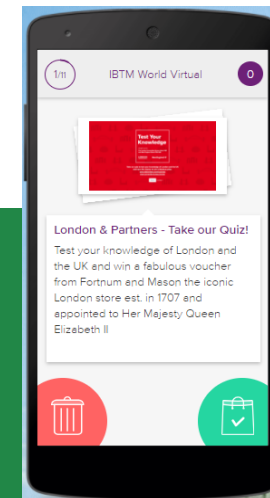 1/11
IBTM World Virtual
0
Test Your
Knowledge
London & Partners - Take our Quiz!
Test your knowledge of London and
the UK and win a fabulous voucher
from Fortnum and Mason the iconic
London store est. in 1707 and
appointed to Her Majesty Queen
Elizabeth II